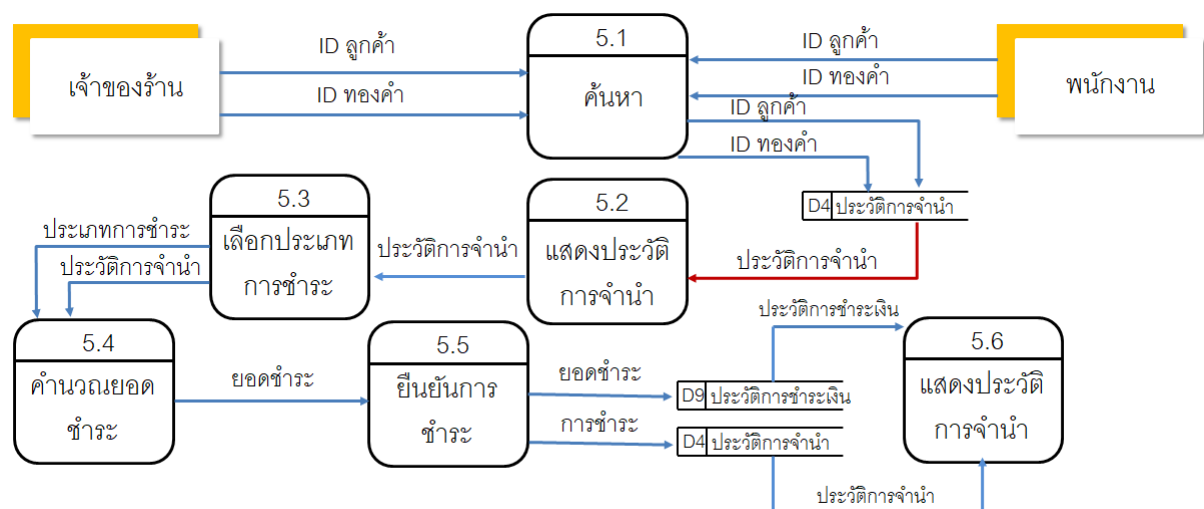 5.1
ค้นหา
เจ้าของร้าน
ID ลูกค้า
ID ทองคำ
ID ลูกค้า
ID ทองคำ
พนักงาน
ID ลูกค้า
ID ทองคำ
D4 ประวัติการจำนำ
5.3
เลือกประเภท
การชำระ
5.2
แสดงประวัติ
การจำนำ
ประเภทการชำระ
ประวัติการจำนำ
ประวัติการจำนำ
ประวัติการจำนำ
5.4
คำนวณยอด
ชำระ
ยอดชำระ
5.5
ยืนยันการ
ชำระ
ยอดชำระ
การชำระ
D9 ประวัติการชำระเงิน
D4 ประวัติการจำนำ
ประวัติการชำระเงิน
5.6
แสดงประวัติ
การจำนำ
ประวัติการจำนำ